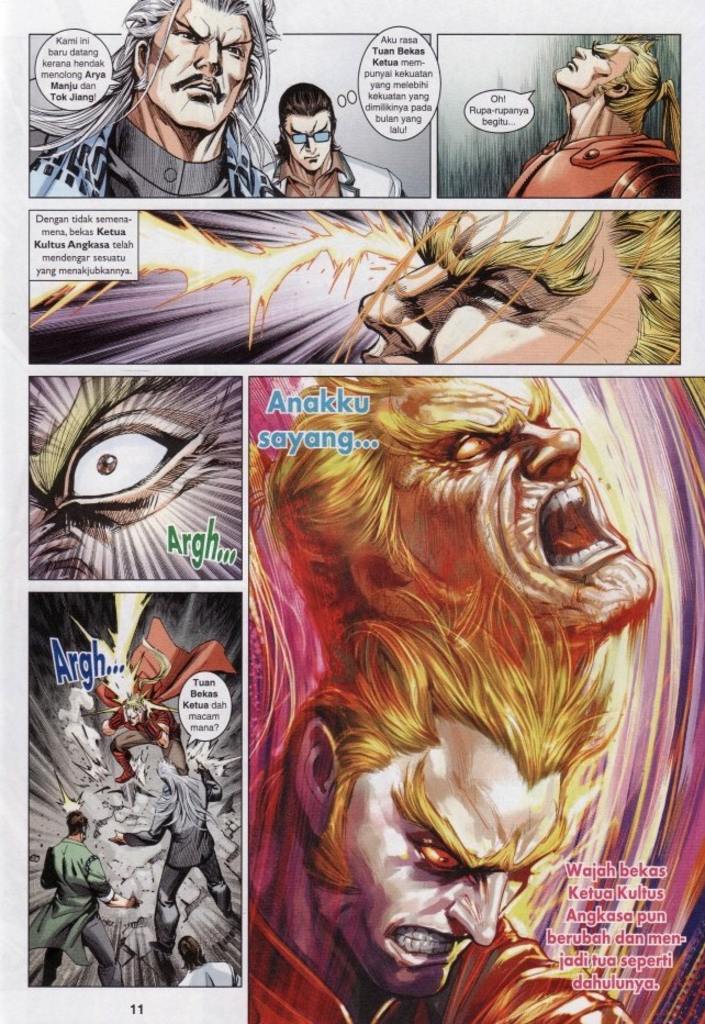 Kami ini
baru datang
kerana hendak
menolong Arya
Manju dan
Tok Jiang!
Aku rasa
Tuan Bekas
Ketua mem-
punyai kekuatan
yang melebihi
kekuatan yang
dimilikinya pada
bulan yang
lalu!
Oh!
Rupa-rupanya
begitu...
Dengan tidak semena-
mena, bekas Ketua
Kultus Angkasa telah
mendengar sesuatu
yang menakjubkannya.
Argh...
Anakku
sayang...
Argh...
Tuan
Bekas
Ketua dah
macam
mana?
Wajah bekas
Ketua Kultus
Angkasa pun
berubah dan men-
jadi tua seperti
dahulunya.
11